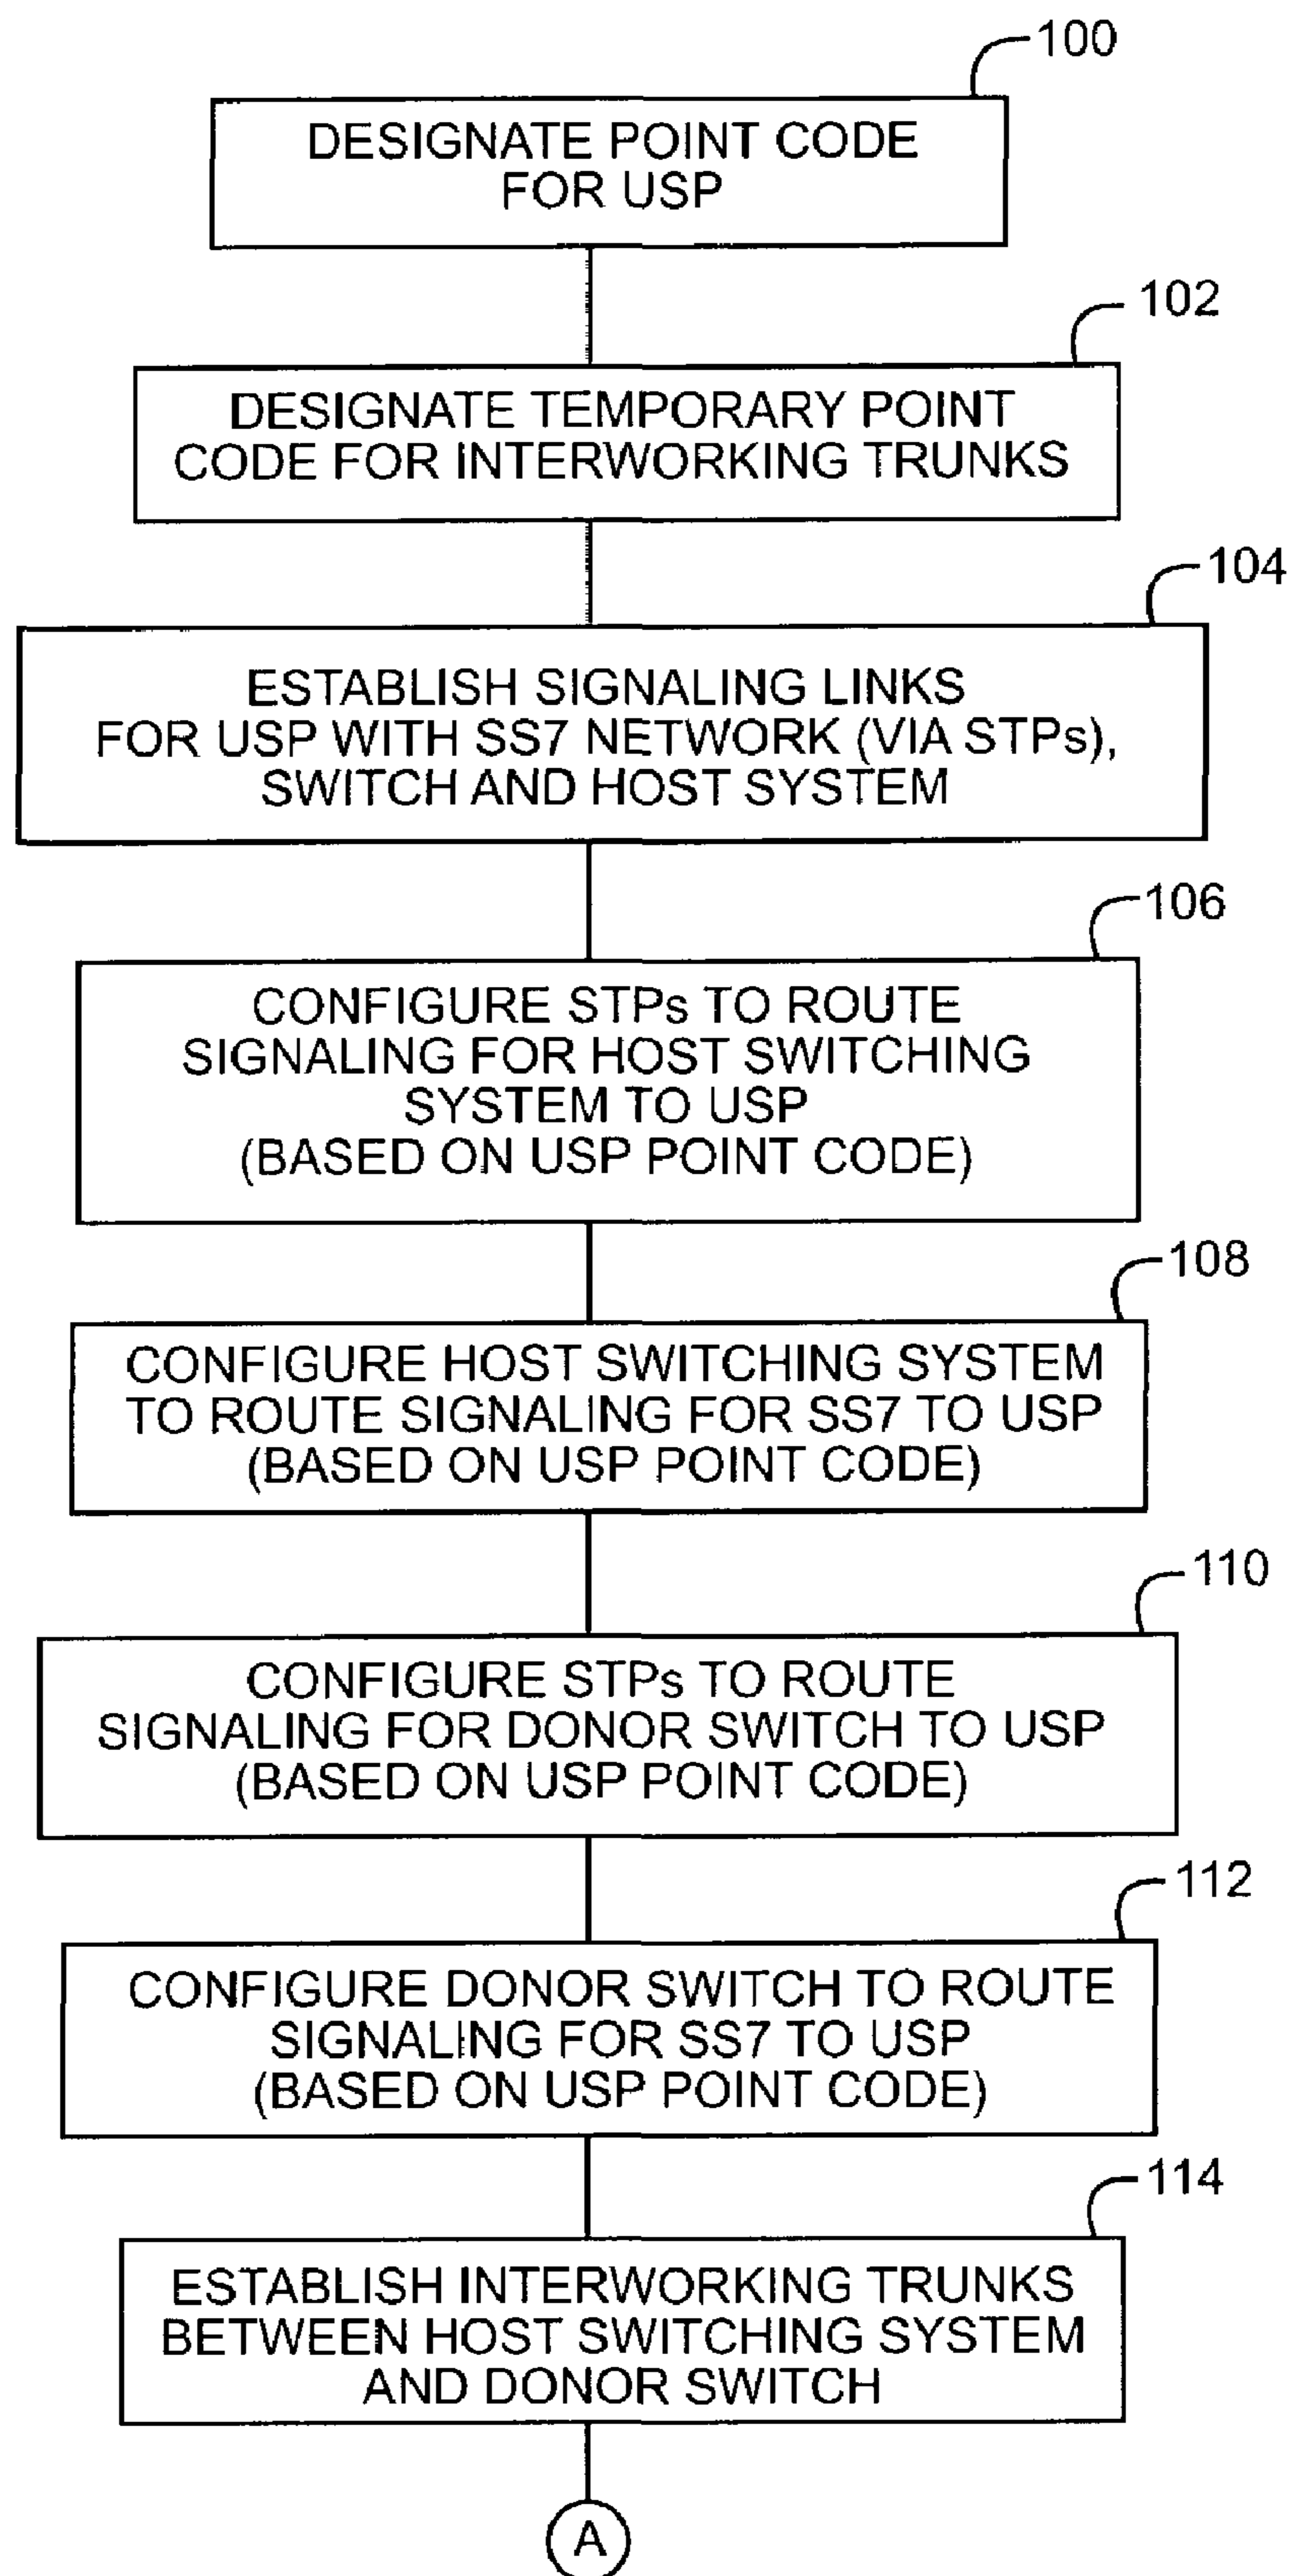 100
DESIGNATE POINT CODE
FOR USP
102
DESIGNATE TEMPORARY POINT
CODE FOR INTERWORKING TRUNKS
104
ESTABLISH SIGNALING LINKS
FOR USP WITH SS7 NETWORK (VIA STPs),
SWITCH AND HOST SYSTEM
106
CONFIGURE STPs TO ROUTE
SIGNALING FOR HOST SWITCHING
SYSTEM TO USP
(BASED ON USP POINT CODE)
108
CONFIGURE HOST SWITCHING SYSTEM
TO ROUTE SIGNALING FOR SS7 TO USP
(BASED ON USP POINT CODE)
110
CONFIGURE STPs TO ROUTE
SIGNALING FOR DONOR SWITCH TO USP
(BASED ON USP POINT CODE)
112
CONFIGURE DONOR SWITCH TO ROUTE
SIGNALING FOR SS7 TO USP
(BASED ON USP POINT CODE)
114
ESTABLISH INTERWORKING TRUNKS
BETWEEN HOST SWITCHING SYSTEM
AND DONOR SWITCH
A